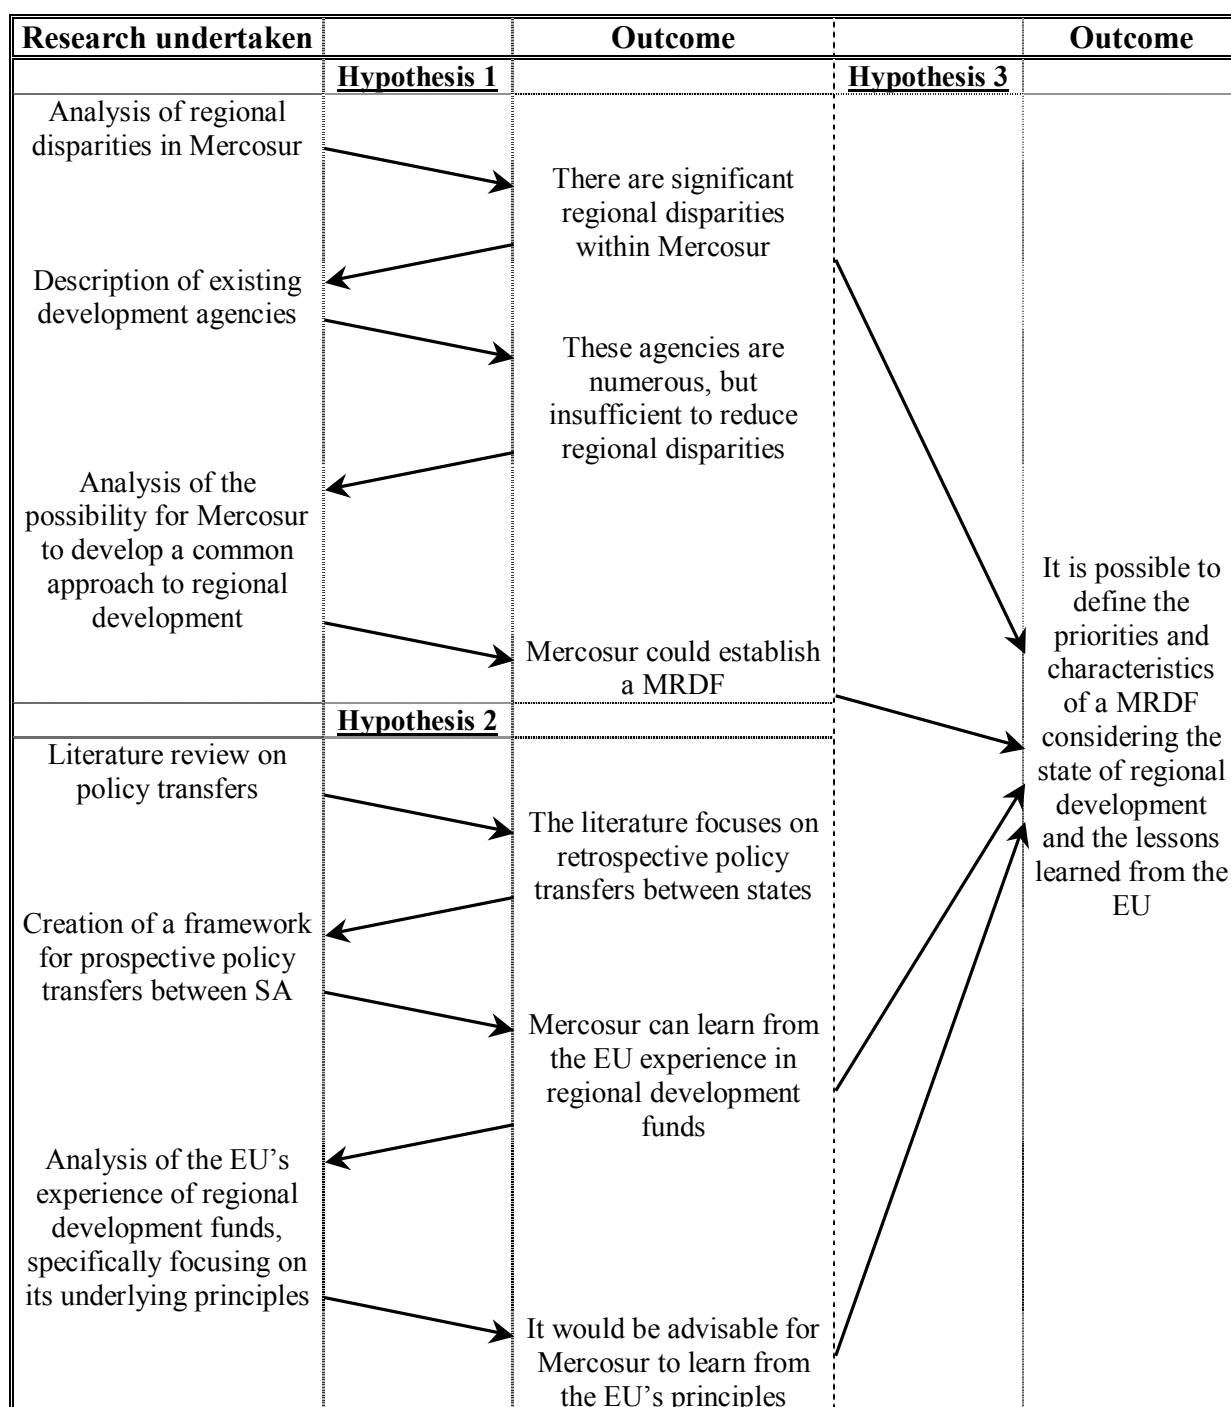 Research undertaken
Outcome
Outcome
Hypothesis 1
Hypothesis 3
Analysis of regional
disparities in Mercosur
There are significant
regional disparities
within Mercosur
Description of existing
development agencies
These agencies are
numerous, but
insufficient to reduce
regional disparities
Analysis of the
possibility for Mercosur
to develop a common
approach to regional
development
Mercosur could establish
a MRDF
Hypothesis 2
Literature review on
policy transfers
The literature focuses on
retrospective policy
transfers between states
Creation of a framework
for prospective policy
transfers between SA
Mercosur can learn from
the EU experience in
regional development
funds
Analysis of the EU’s
experience of regional
development funds,
specifically focusing on
its underlying principles
It would be advisable for
Mercosur to learn from
the EU’s principles
It is possible to
define the
priorities and
characteristics
of a MRDF
considering the
state of regional
development
and the lessons
learned from the
EU